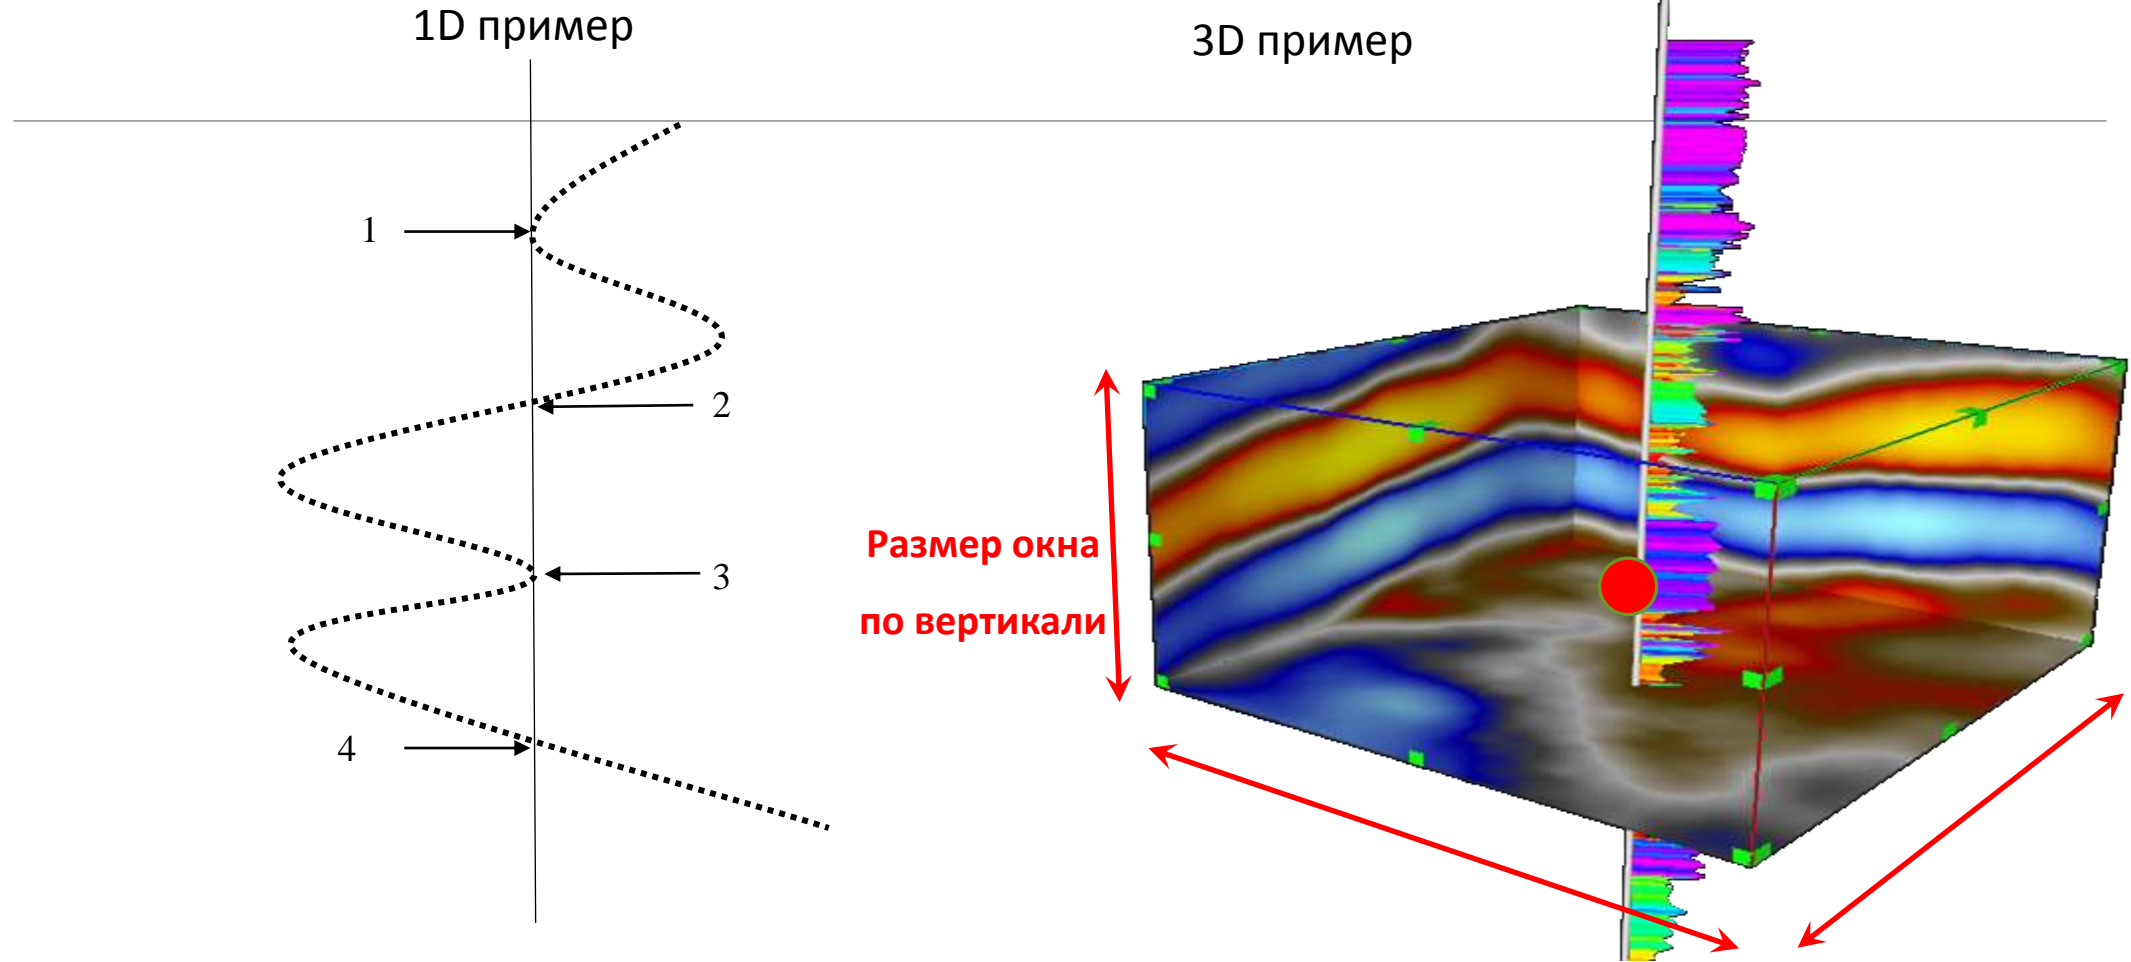 1D пример
3D пример
1
2
3
4
Размер окна
по вертикали